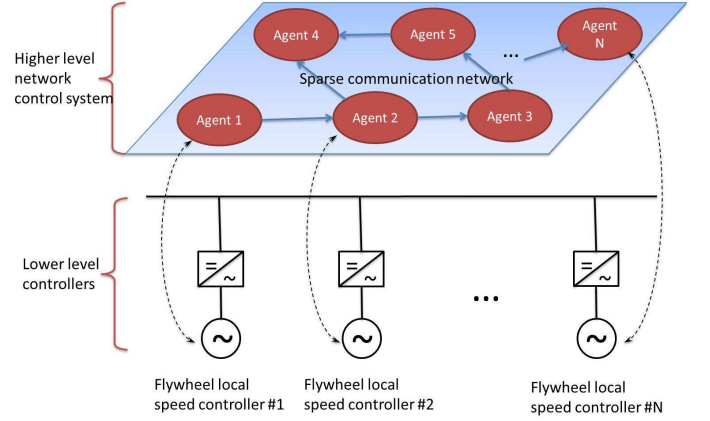 Higher level
network
control system
Agent 4
Agent 5
...
Agent
N
Sparse communication network
Agent 1
Agent 2
Agent 3
Lower level
controllers
=
~
=
~
=
~
...
~
~
~
Flywheel local
speed controller #1
Flywheel local
speed controller #2
Flywheel local
speed controller #N